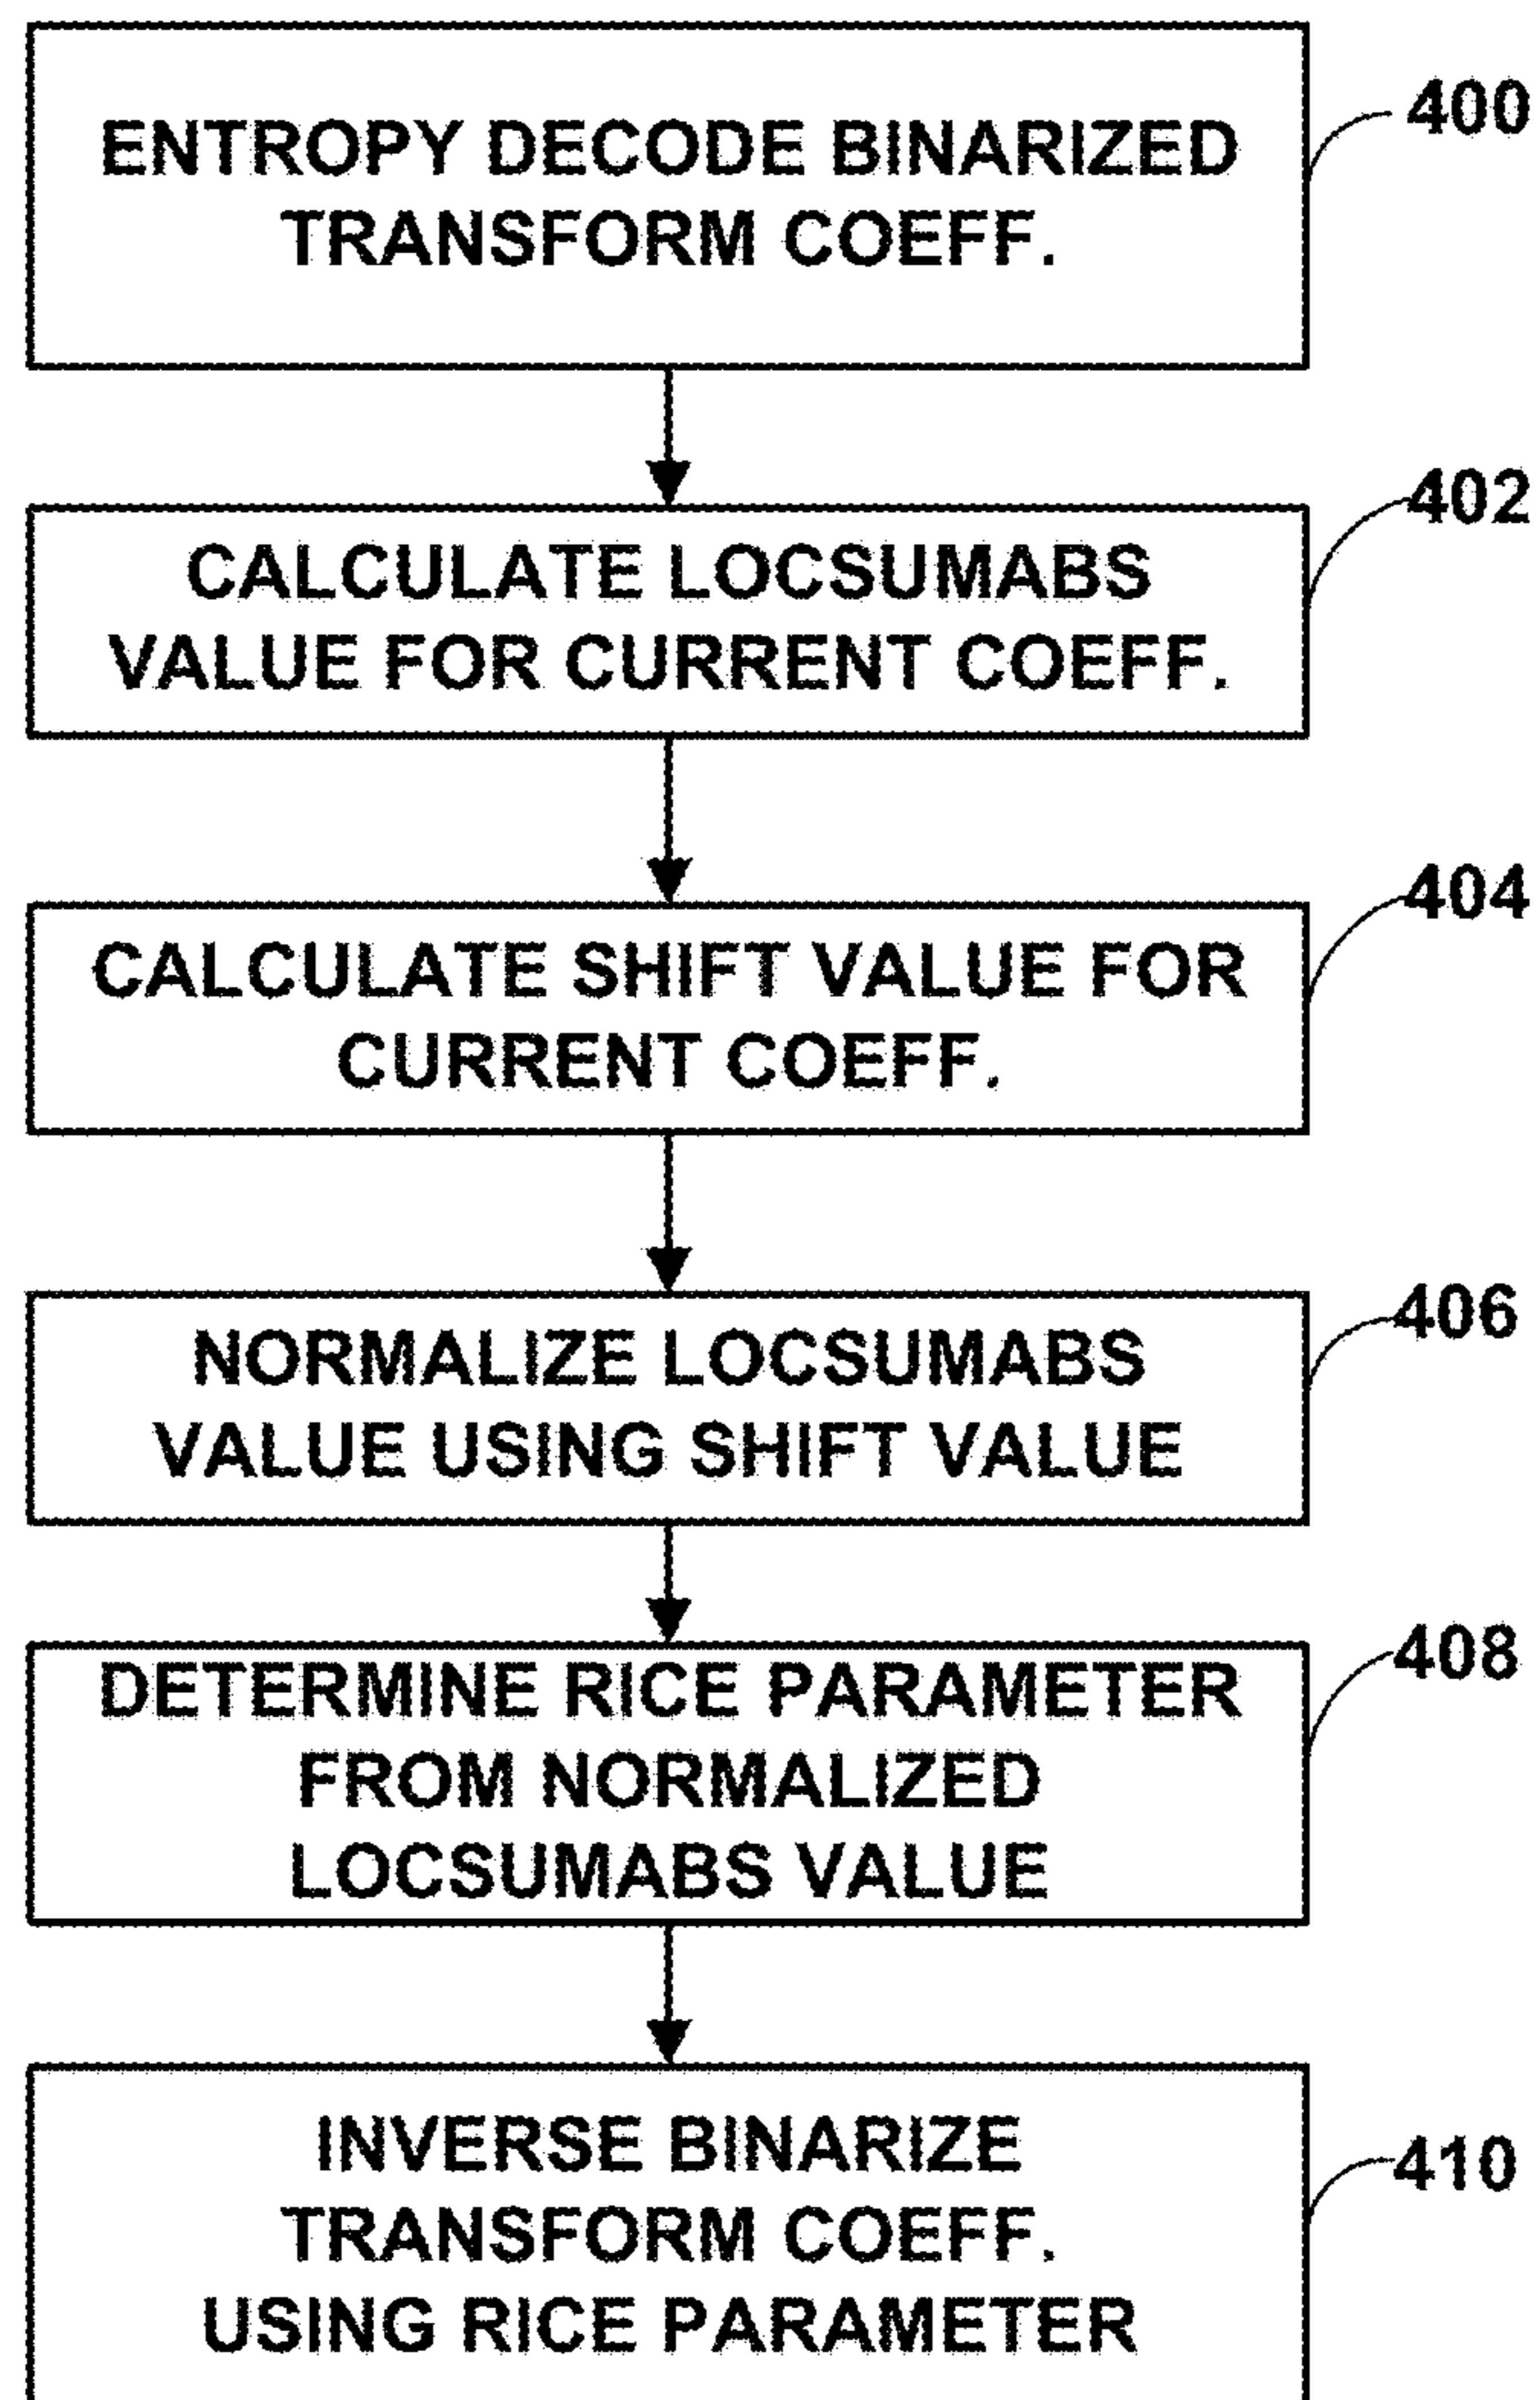 ENTROPY DECODE BINARIZED
TRANSFORM COEFF.
400
CALCULATE LOCSUMABS
VALUE FOR CURRENT COEFF.
402
CALCULATE SHIFT VALUE FOR
CURRENT COEFF.
404
NORMALIZE LOCSUMABS
VALUE USING SHIFT VALUE
406
DETERMINE RICE PARAMETER
FROM NORMALIZED
LOCSUMABS VALUE
408
INVERSE BINARIZE
TRANSFORM COEFF.
USING RICE PARAMETER
410